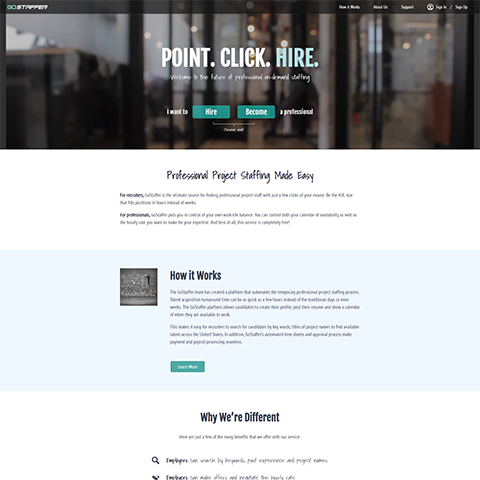 GOSTAFFER
How it Works
About Us
Support
Sign In / Sign Up
POINT. CLICK. HIRE.
Welcome to the future of professional on-demand staffing
I want to Hire Become a professional
Choose one!
Professional Project Staffing Made Easy
For recruiters, GoStaffer is the ultimate source for finding professional project staff with just a few clicks of your mouse. Be the H.R. star
that fills positions in hours instead of weeks.
For professionals, GoStaffer puts you in control of your own work-life balance. You can control both your calendar of availability as well as
the hourly rate you want to make for your expertise. And best of all, this service is completely free!
How it Works
The GoStaffer team has created a platform that automates the temporary professional project staffing process.
Talent acquisition turnaround time can be as quick as a few hours instead of the traditional days or even
weeks. The GoStaffer platform allows candidates to create their profile, post their resume and show a calendar
of when they are available to work.
This makes it easy for recruiters to search for candidates by key words, titles of project names to find available
talent across the United States. In addition, GoStaffer's automated time sheets and approval process make
payment and payroll processing seamless.
Learn More
Why We're Different
Here are just a few of the many benefits that we offer with our service:
Employers can search by keywords, past experience and project names
Employers can make offers and negotiate the hourly rate